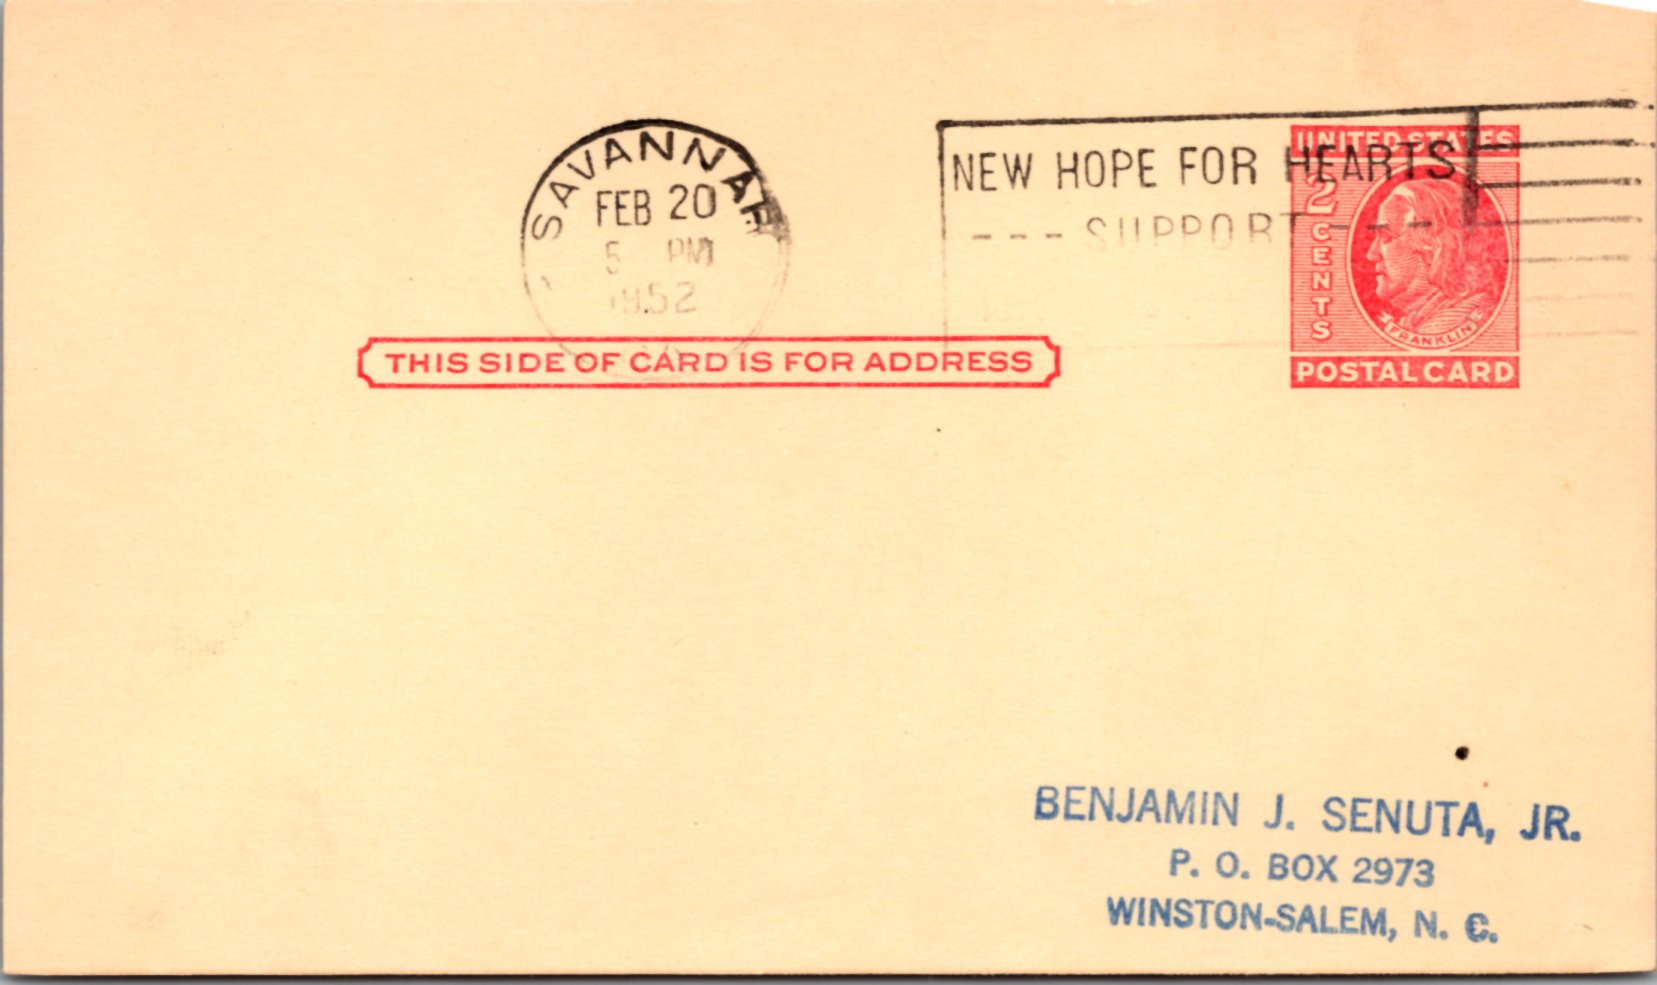 SAVANNAH
FEB 20
5 PM
1952
NEW HOPE FOR HEARTS
--- SUPPORT ---
UNITED STATES
2
CENTS
FRANKLIN
POSTAL CARD
THIS SIDE OF CARD IS FOR ADDRESS
BENJAMIN J. SENUTA, JR.
P. O. BOX 2973
WINSTON-SALEM, N. C.